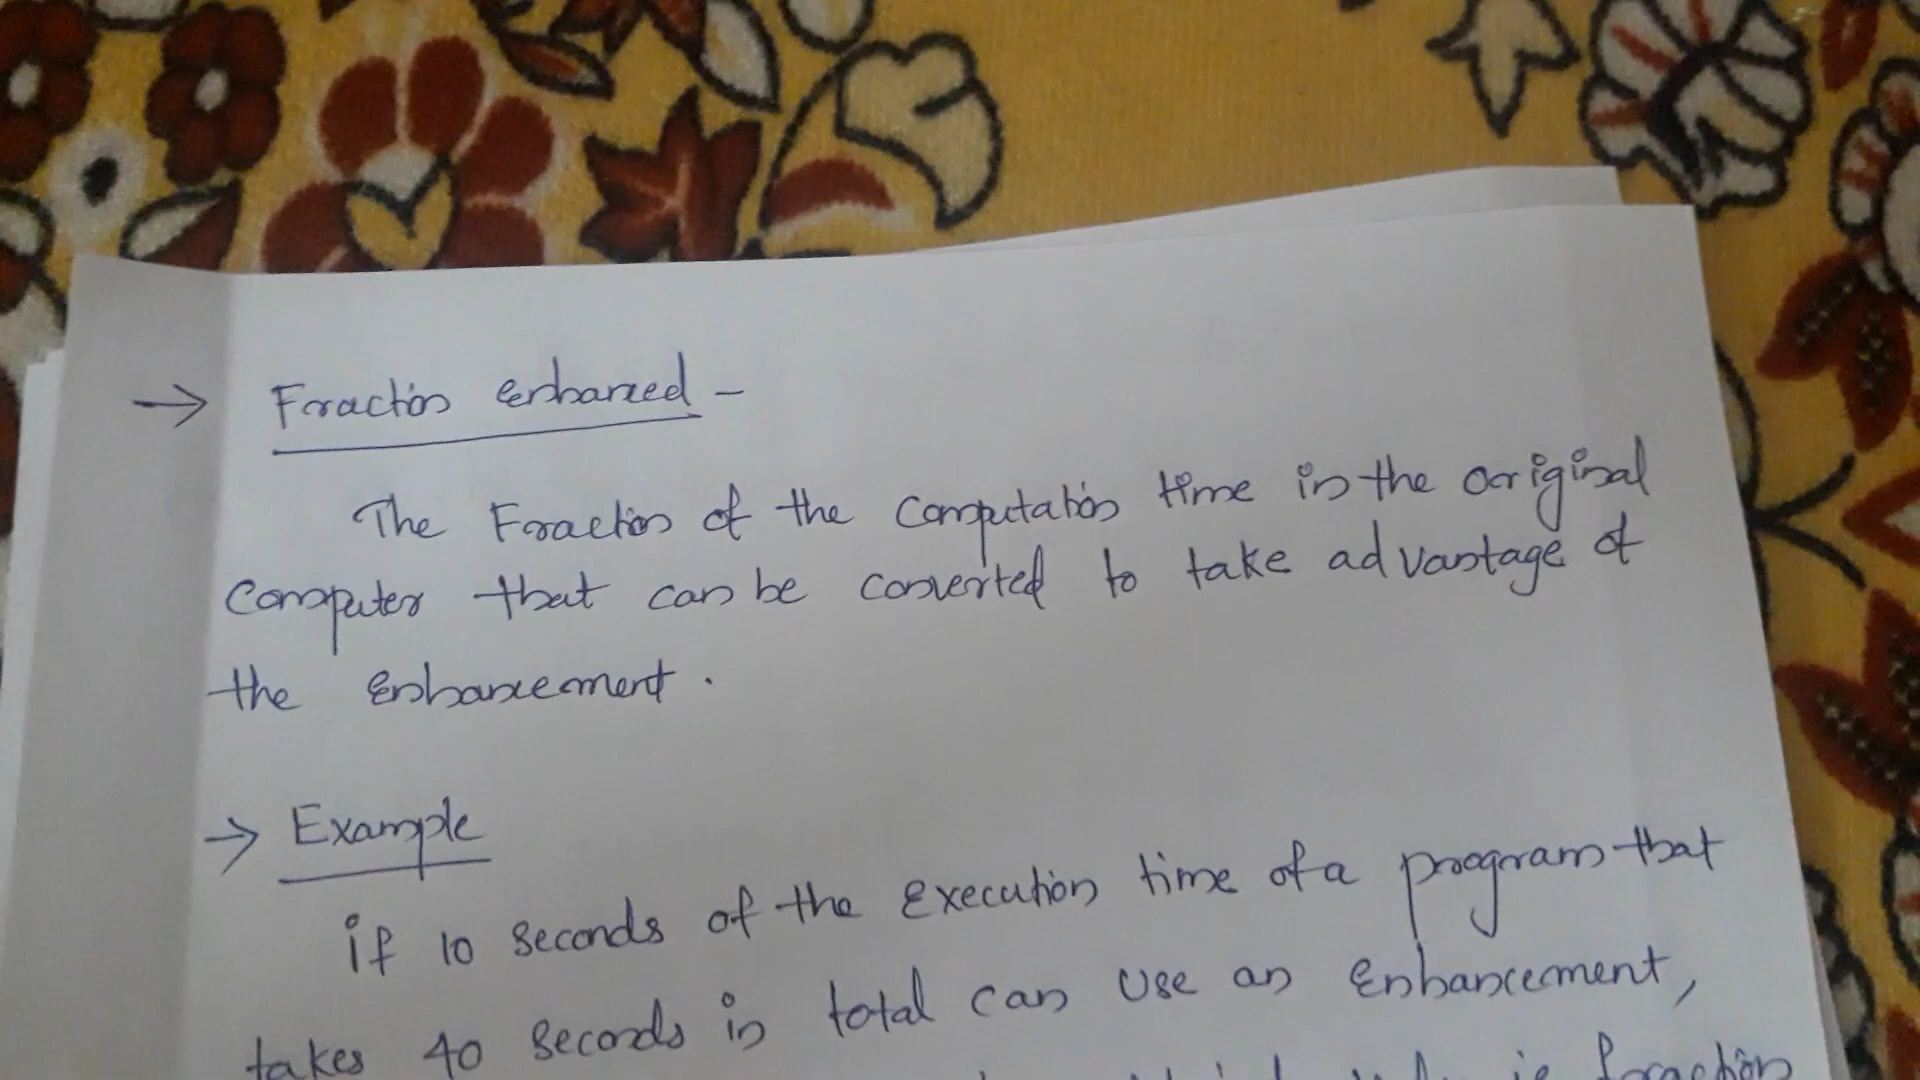 → Fraction enhanced -
The Fraction of the Computation time in the original
Computer that can be converted to take advantage of
the enhancement.
→ Example
if 10 seconds of the execution time of a program that
takes 40 seconds in total can use an enhancement,
is fraction